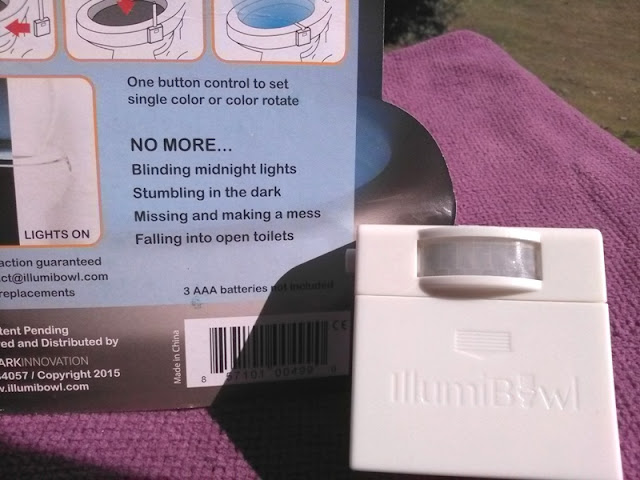 One button control to set
single color or color rotate
NO MORE...
Blinding midnight lights
Stumbling in the dark
Missing and making a mess
Falling into open toilets
LIGHTS ON
action guaranteed
act@illumibowl.com
replacements
3 AAA batteries not included
tent Pending
ed and Distributed by
ARKINNOVATION
4057 / Copyright 2015
w.illumibowl.com
Made in China
CE
IllumiBowl